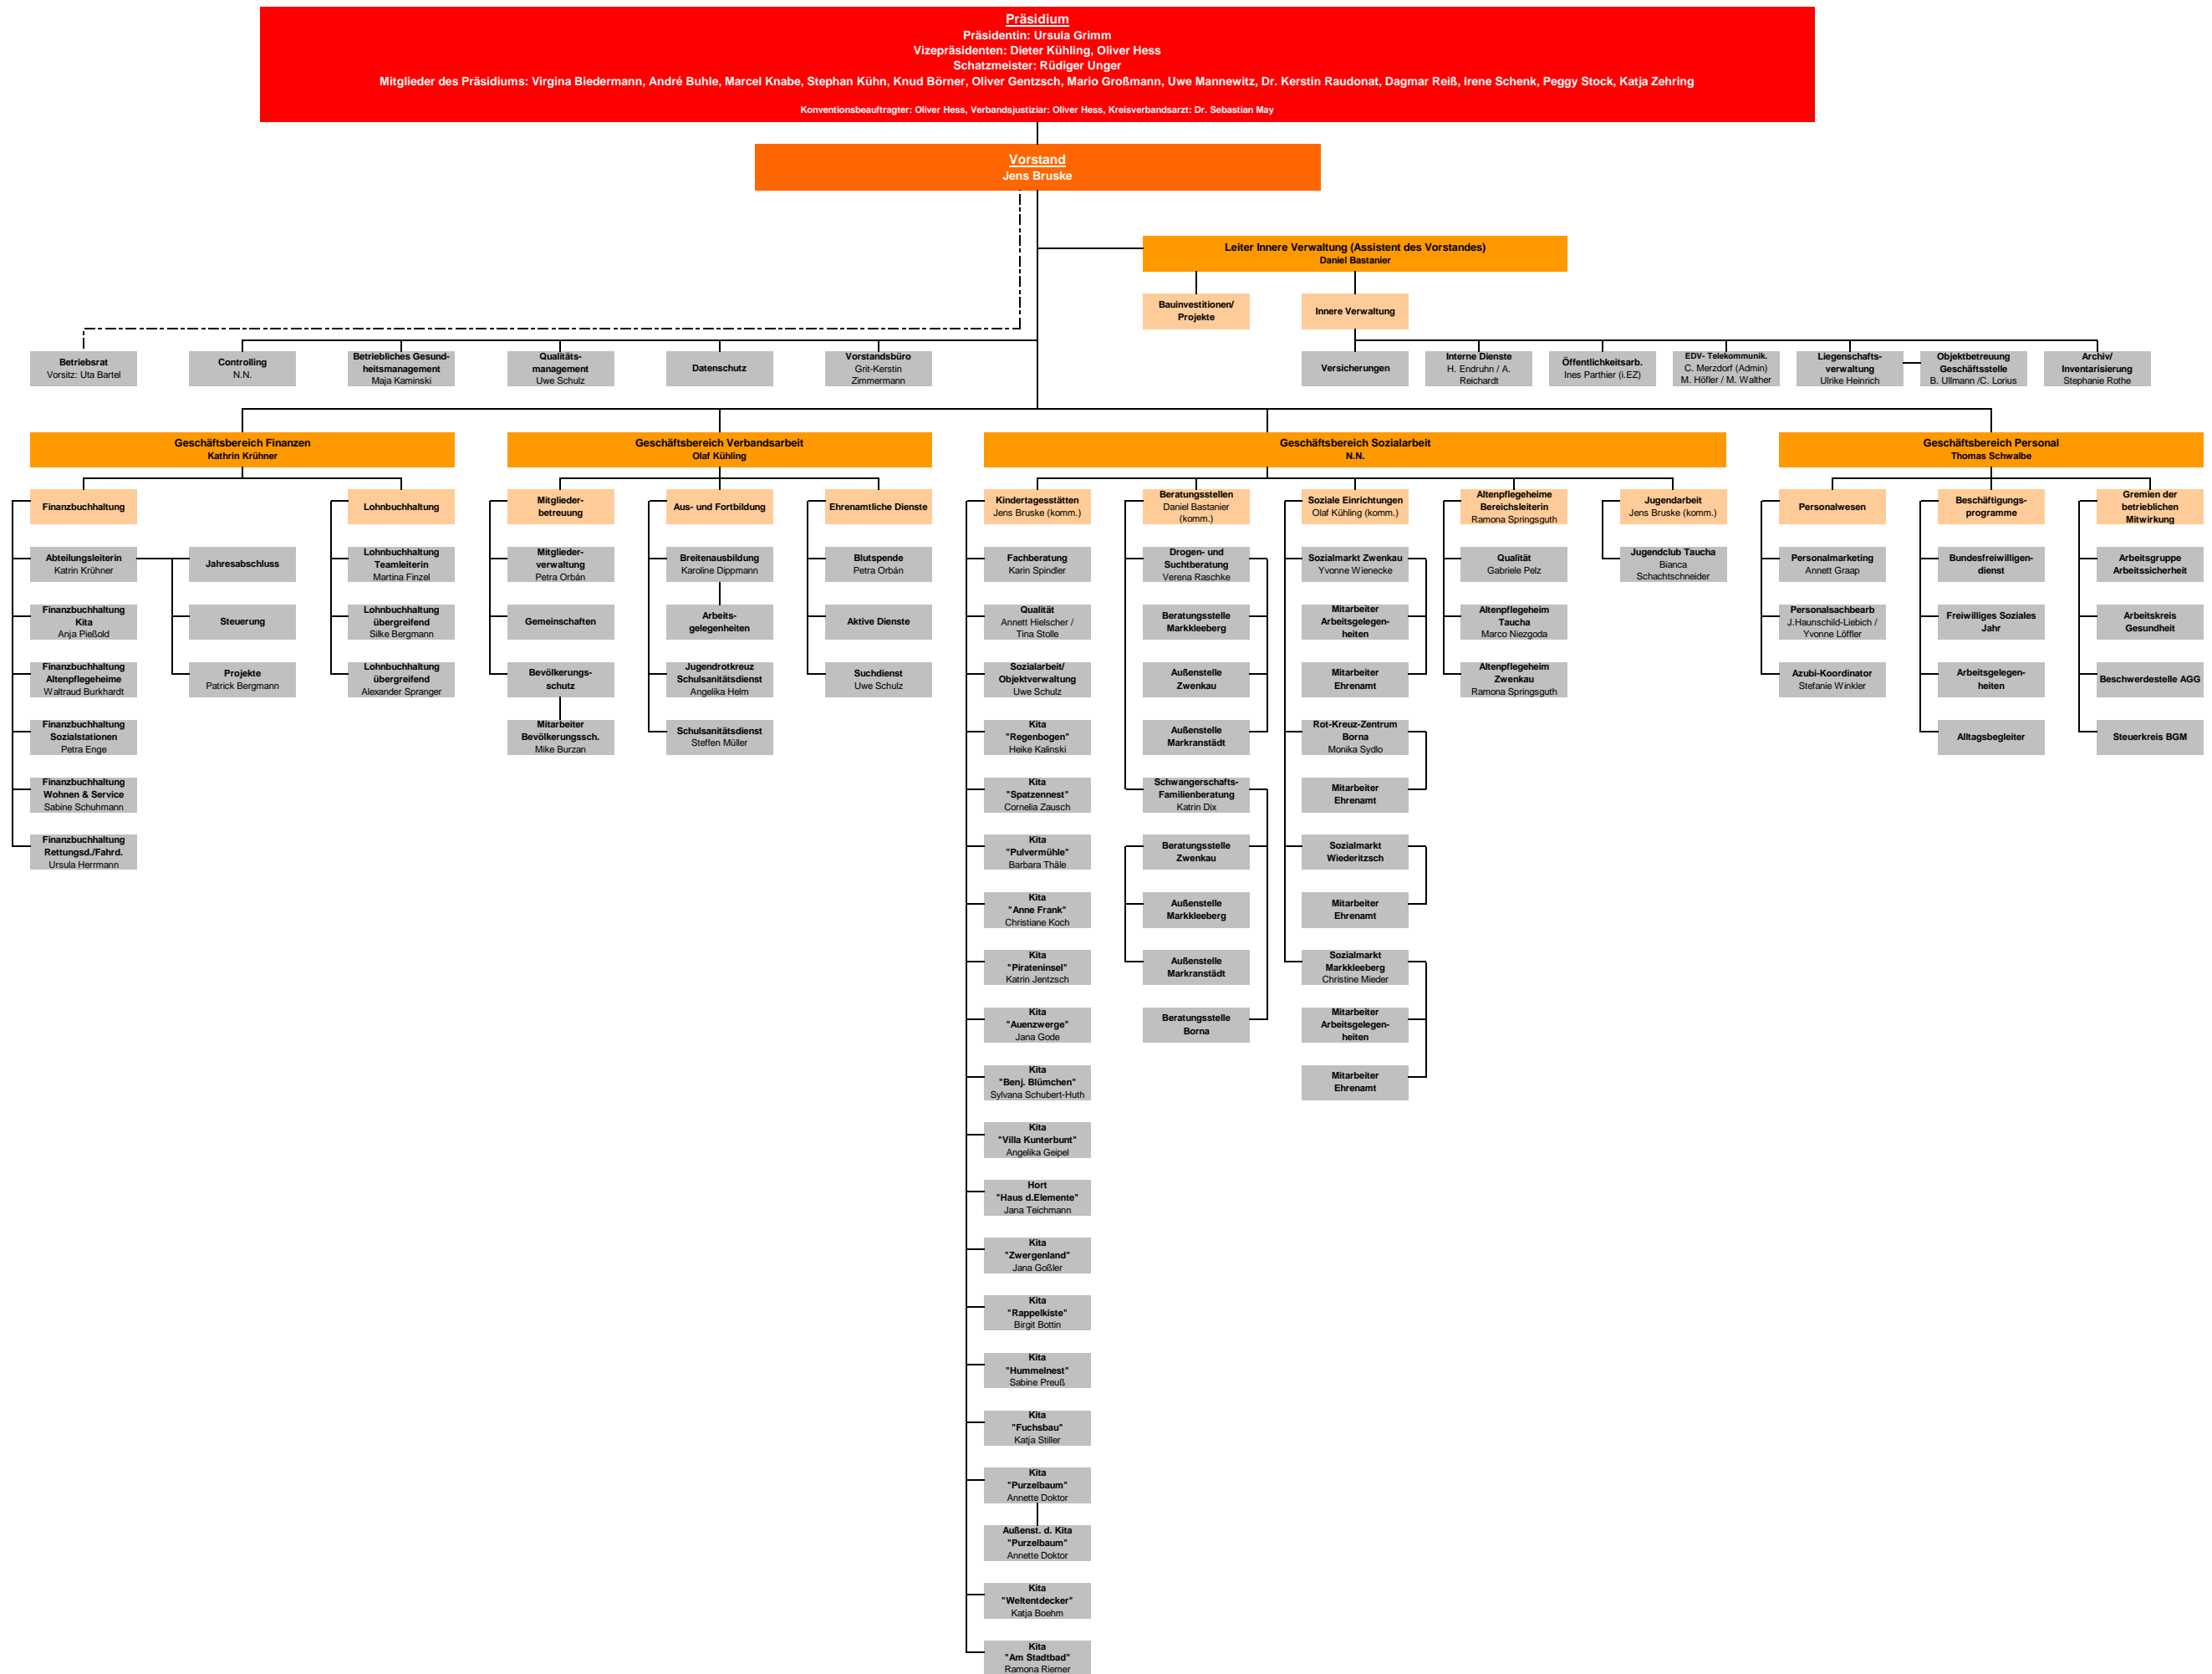 Präsidium
Präsidentin: Ursula Grimm
Vizepräsidenten: Dieter Kühling, Oliver Hess
Schatzmeister: Rüdiger Unger
Mitglieder des Präsidiums: Virgina Biedermann, André Buhle, Marcel Knabe, Stephan Kühn, Knud Börner, Oliver Gentzsch, Mario Großmann, Uwe Mannewitz, Dr. Kerstin Raudonat, Dagmar Reiß, Irene Schenk, Peggy Stock, Katja Zehring
Konventionsbeauftragter: Oliver Hess, Verbandsjustiziar: Oliver Hess, Kreisverbandsarzt: Dr. Sebastian May
Vorstand
Jens Bruske
Leiter Innere Verwaltung (Assistent des Vorstandes)
Daniel Bastanier
Bauinvestitionen/
Projekte
Innere Verwaltung
Betriebsrat
Vorsitz: Uta Bartel
Controlling
N.N.
Betriebliches Gesund-
heitsmanagement
Maja Kaminski
Qualitäts-
management
Uwe Schulz
Datenschutz
Vorstandsbüro
Grit-Kerstin
Zimmermann
Versicherungen
Interne Dienste
H. Endruhn / A.
Reichardt
Öffentlichkeitsarb.
Ines Parthier (i.EZ)
EDV- Telekommunik.
C. Merzdorf (Admin)
M. Höfler / M. Walther
Liegenschafts-
verwaltung
Ulrike Heinrich
Objektbetreuung
Geschäftsstelle
B. Ullmann /C. Lorius
Archiv/
Inventarisierung
Stephanie Rothe
Geschäftsbereich Finanzen
Kathrin Krühner
Geschäftsbereich Verbandsarbeit
Olaf Kühling
Geschäftsbereich Sozialarbeit
N.N.
Geschäftsbereich Personal
Thomas Schwalbe
Finanzbuchhaltung
Abteilungsleiterin
Katrin Krühner
Finanzbuchhaltung
Kita
Anja Pießold
Finanzbuchhaltung
Altenpflegeheime
Waltraud Burkhardt
Finanzbuchhaltung
Sozialstationen
Petra Enge
Finanzbuchhaltung
Wohnen & Service
Sabine Schuhmann
Finanzbuchhaltung
Rettungsd./Fahrd.
Ursula Herrmann
Jahresabschluss
Steuerung
Projekte
Patrick Bergmann
Lohnbuchhaltung
Lohnbuchhaltung
Teamleiterin
Martina Finzel
Lohnbuchhaltung
übergreifend
Silke Bergmann
Lohnbuchhaltung
übergreifend
Alexander Spranger
Mitglieder-
betreuung
Mitglieder-
verwaltung
Petra Orbán
Gemeinschaften
Bevölkerungs-
schutz
Mitarbeiter
Bevölkerungssch.
Mike Burzan
Aus- und Fortbildung
Breitenausbildung
Karoline Dippmann
Arbeits-
gelegenheiten
Jugendrotkreuz
Schulsanitätsdienst
Angelika Helm
Schulsanitätsdienst
Steffen Müller
Ehrenamtliche Dienste
Blutspende
Petra Orbán
Aktive Dienste
Suchdienst
Uwe Schulz
Kindertagesstätten
Jens Bruske (komm.)
Fachberatung
Karin Spindler
Qualität
Annett Hielscher /
Tina Stolle
Sozialarbeit/
Objektverwaltung
Uwe Schulz
Kita
"Regenbogen"
Heike Kalinski
Kita
"Spatzennest"
Cornelia Zausch
Kita
"Pulvermühle"
Barbara Thäle
Kita
"Anne Frank"
Christiane Koch
Kita
"Pirateninsel"
Katrin Jentzsch
Kita
"Auenzwerge"
Jana Gode
Kita
"Benj. Blümchen"
Sylvana Schubert-Huth
Kita
"Villa Kunterbunt"
Angelika Geipel
Hort
"Haus d.Elemente"
Jana Teichmann
Kita
"Zwergenland"
Jana Goßler
Kita
"Rappelkiste"
Birgit Bottin
Kita
"Hummelnest"
Sabine Preuß
Kita
"Fuchsbau"
Katja Stiller
Kita
"Purzelbaum"
Annette Doktor
Außenst. d. Kita
"Purzelbaum"
Annette Doktor
Kita
"Weltentdecker"
Katja Boehm
Kita
"Am Stadtbad"
Ramona Riemer
Beratungsstellen
Daniel Bastanier
(komm.)
Drogen- und
Suchtberatung
Verena Raschke
Beratungsstelle
Markkleeberg
Außenstelle
Zwenkau
Außenstelle
Markranstädt
Schwangerschafts-
Familienberatung
Katrin Dix
Beratungsstelle
Zwenkau
Außenstelle
Markkleeberg
Außenstelle
Markranstädt
Beratungsstelle
Borna
Soziale Einrichtungen
Olaf Kühling (komm.)
Sozialmarkt Zwenkau
Yvonne Wienecke
Mitarbeiter
Arbeitsgelegen-
heiten
Mitarbeiter
Ehrenamt
Rot-Kreuz-Zentrum
Borna
Monika Sydlo
Mitarbeiter
Ehrenamt
Sozialmarkt
Wiederitzsch
Mitarbeiter
Ehrenamt
Sozialmarkt
Markkleeberg
Christine Mieder
Mitarbeiter
Arbeitsgelegen-
heiten
Mitarbeiter
Ehrenamt
Altenpflegeheime
Bereichsleiterin
Ramona Springsguth
Qualität
Gabriele Pelz
Altenpflegeheim
Taucha
Marco Niezgoda
Altenpflegeheim
Zwenkau
Ramona Springsguth
Jugendarbeit
Jens Bruske (komm.)
Jugendclub Taucha
Bianca
Schachtschneider
Personalwesen
Personalmarketing
Annett Graap
Personalsachbearb
J.Haunschild-Liebich /
Yvonne Löffler
Azubi-Koordinator
Stefanie Winkler
Beschäftigungs-
programme
Bundesfreiwilligen-
dienst
Freiwilliges Soziales
Jahr
Arbeitsgelegen-
heiten
Alltagsbegleiter
Gremien der
betrieblichen
Mitwirkung
Arbeitsgruppe
Arbeitssicherheit
Arbeitskreis
Gesundheit
Beschwerdestelle AGG
Steuerkreis BGM